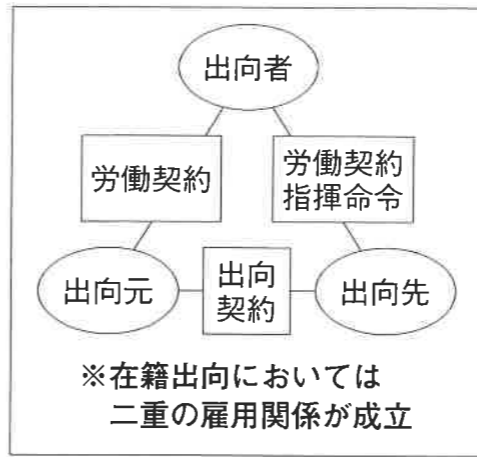 出向者
労働契約
労働契約
指揮命令
出向元
出向
契約
出向先
※在籍出向においては
二重の雇用関係が成立